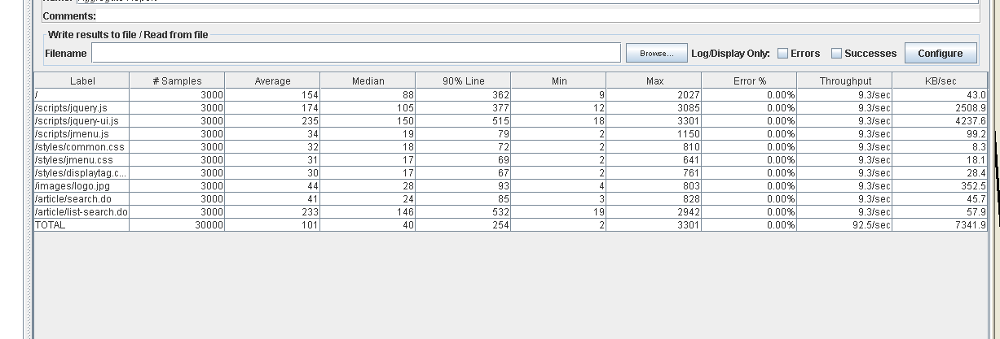 Comments:
Write results to file / Read from file
Filename Browse... Log/Display Only: Errors Successes Configure
Label # Samples Average Median 90% Line Min Max Error % Throughput KB/sec
/ 3000 154 88 362 9 2027 0.00% 9.3/sec 43.0
/scripts/jquery.js 3000 174 105 377 12 3085 0.00% 9.3/sec 2508.9
/scripts/jquery-ui.js 3000 235 150 515 18 3301 0.00% 9.3/sec 4237.6
/scripts/jmenu.js 3000 34 19 79 2 1150 0.00% 9.3/sec 99.2
/styles/common.css 3000 32 18 72 2 810 0.00% 9.3/sec 8.3
/styles/jmenu.css 3000 31 17 69 2 641 0.00% 9.3/sec 18.1
/styles/displaytag.c... 3000 30 17 67 2 761 0.00% 9.3/sec 28.4
/images/logo.jpg 3000 44 28 93 4 803 0.00% 9.3/sec 352.5
/article/search.do 3000 41 24 85 3 828 0.00% 9.3/sec 45.7
/article/list-search.do 3000 233 146 532 19 2942 0.00% 9.3/sec 57.9
TOTAL 30000 101 40 254 2 3301 0.00% 92.5/sec 7341.9